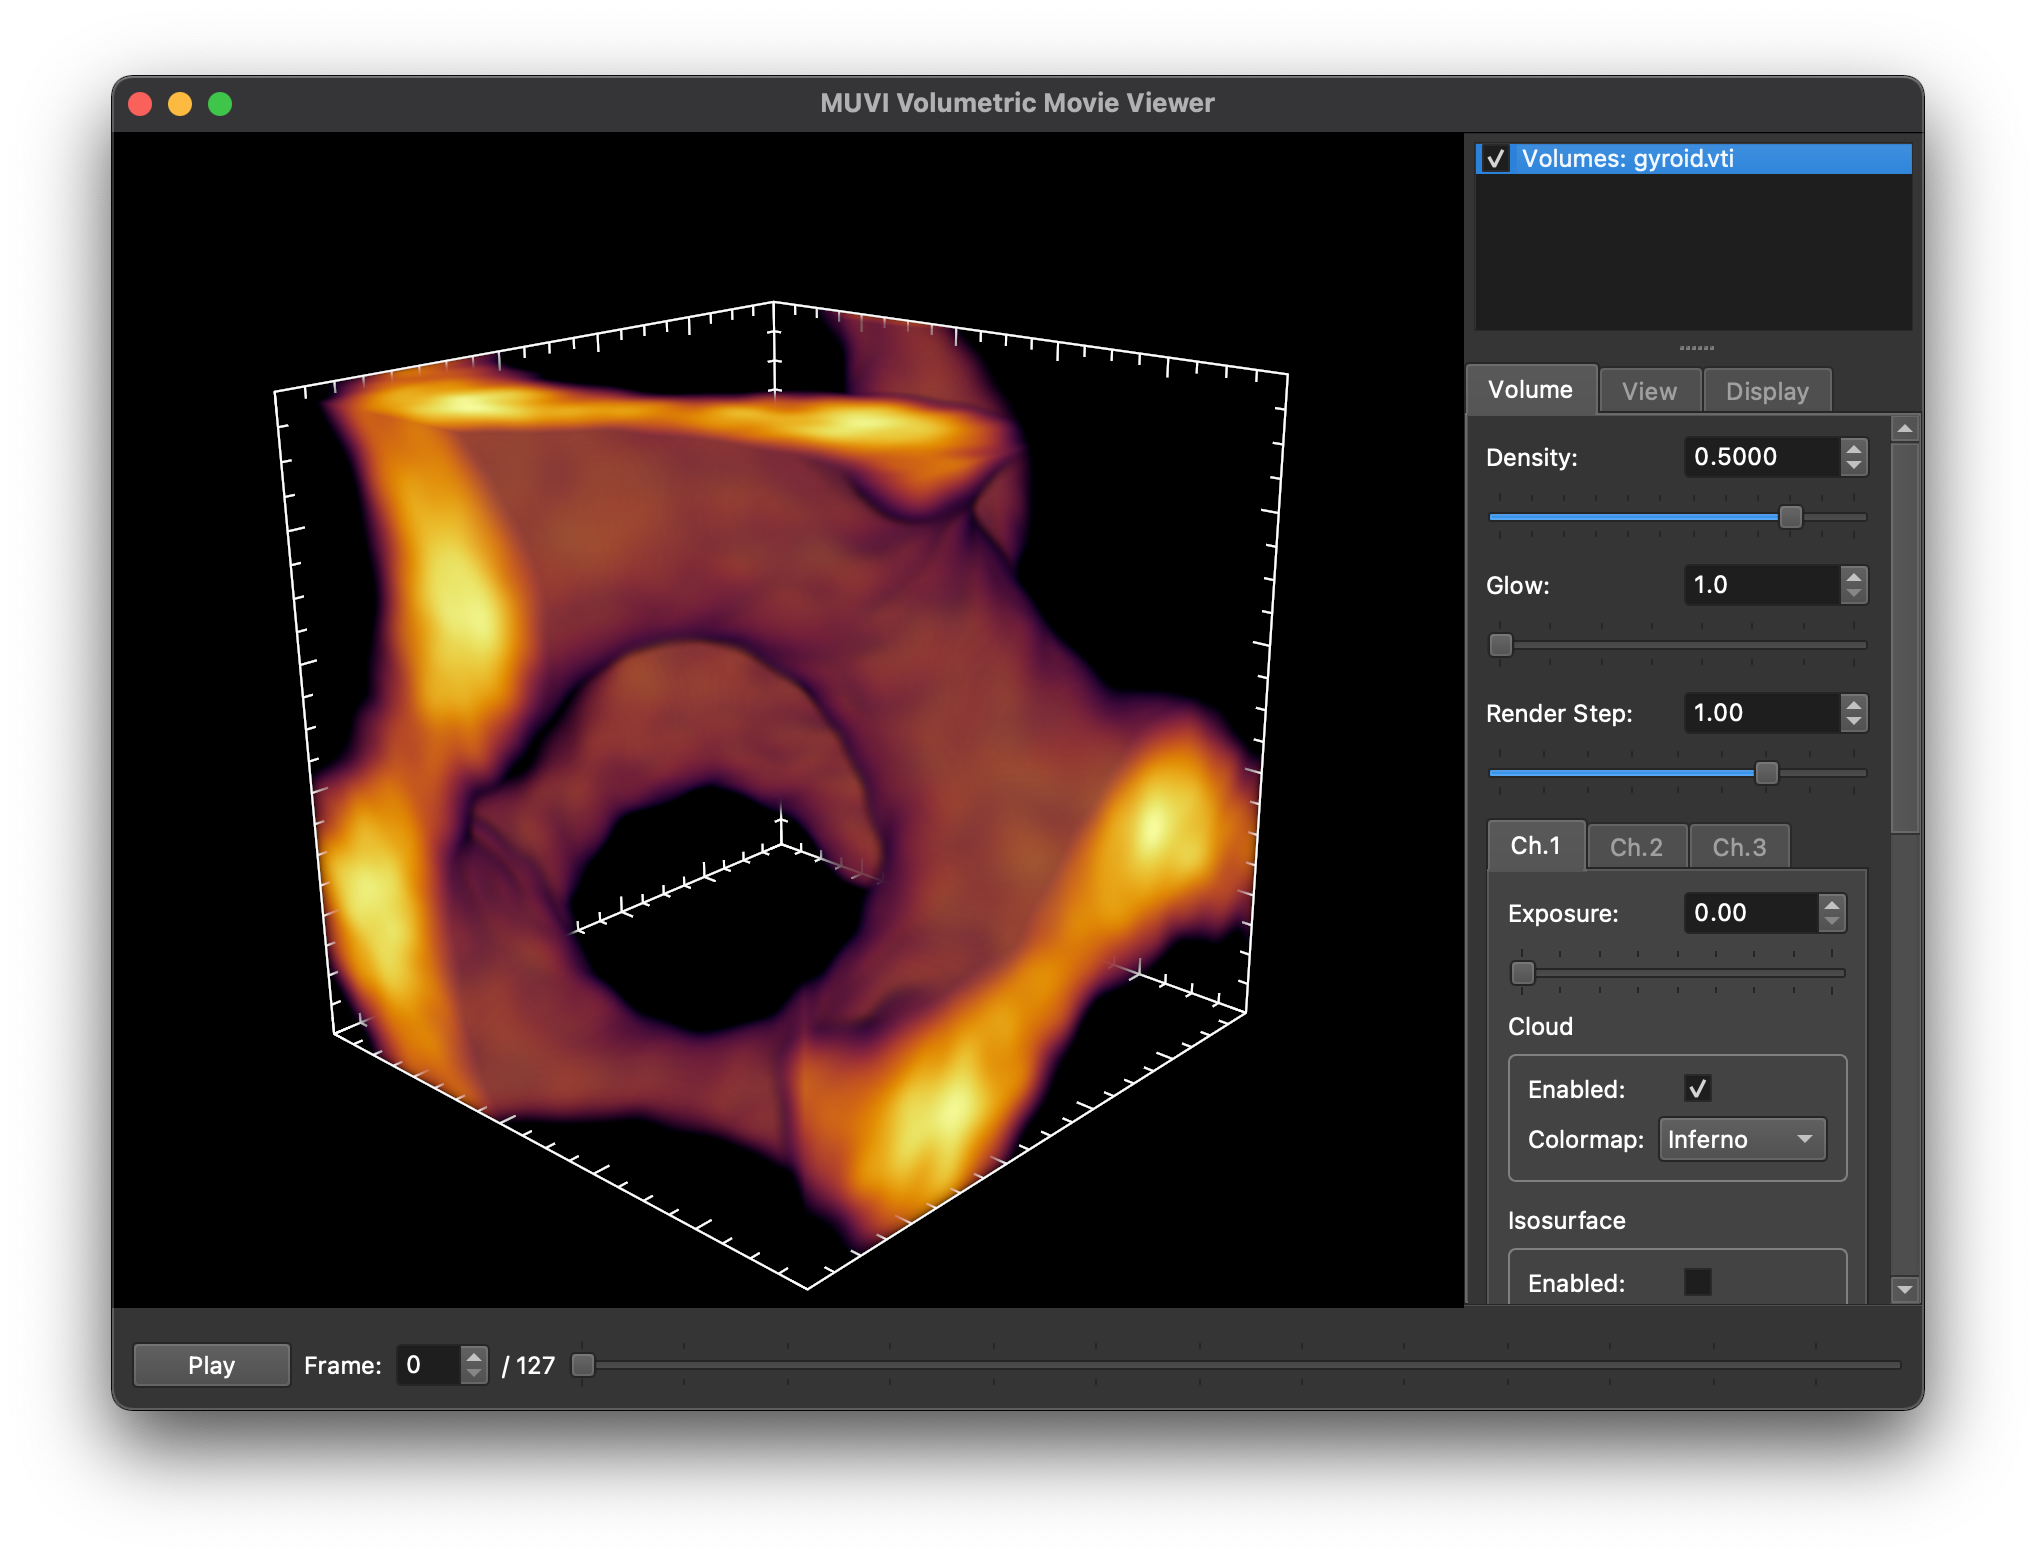 MUVI Volumetric Movie Viewer
Volumes: gyroid.vti
Volume View Display
Density: 0.5000
Glow: 1.0
Render Step: 1.00
Ch.1 Ch.2 Ch.3
Exposure: 0.00
Cloud
Enabled:
Colormap: Inferno
Isosurface
Enabled:
Play Frame: 0 / 127